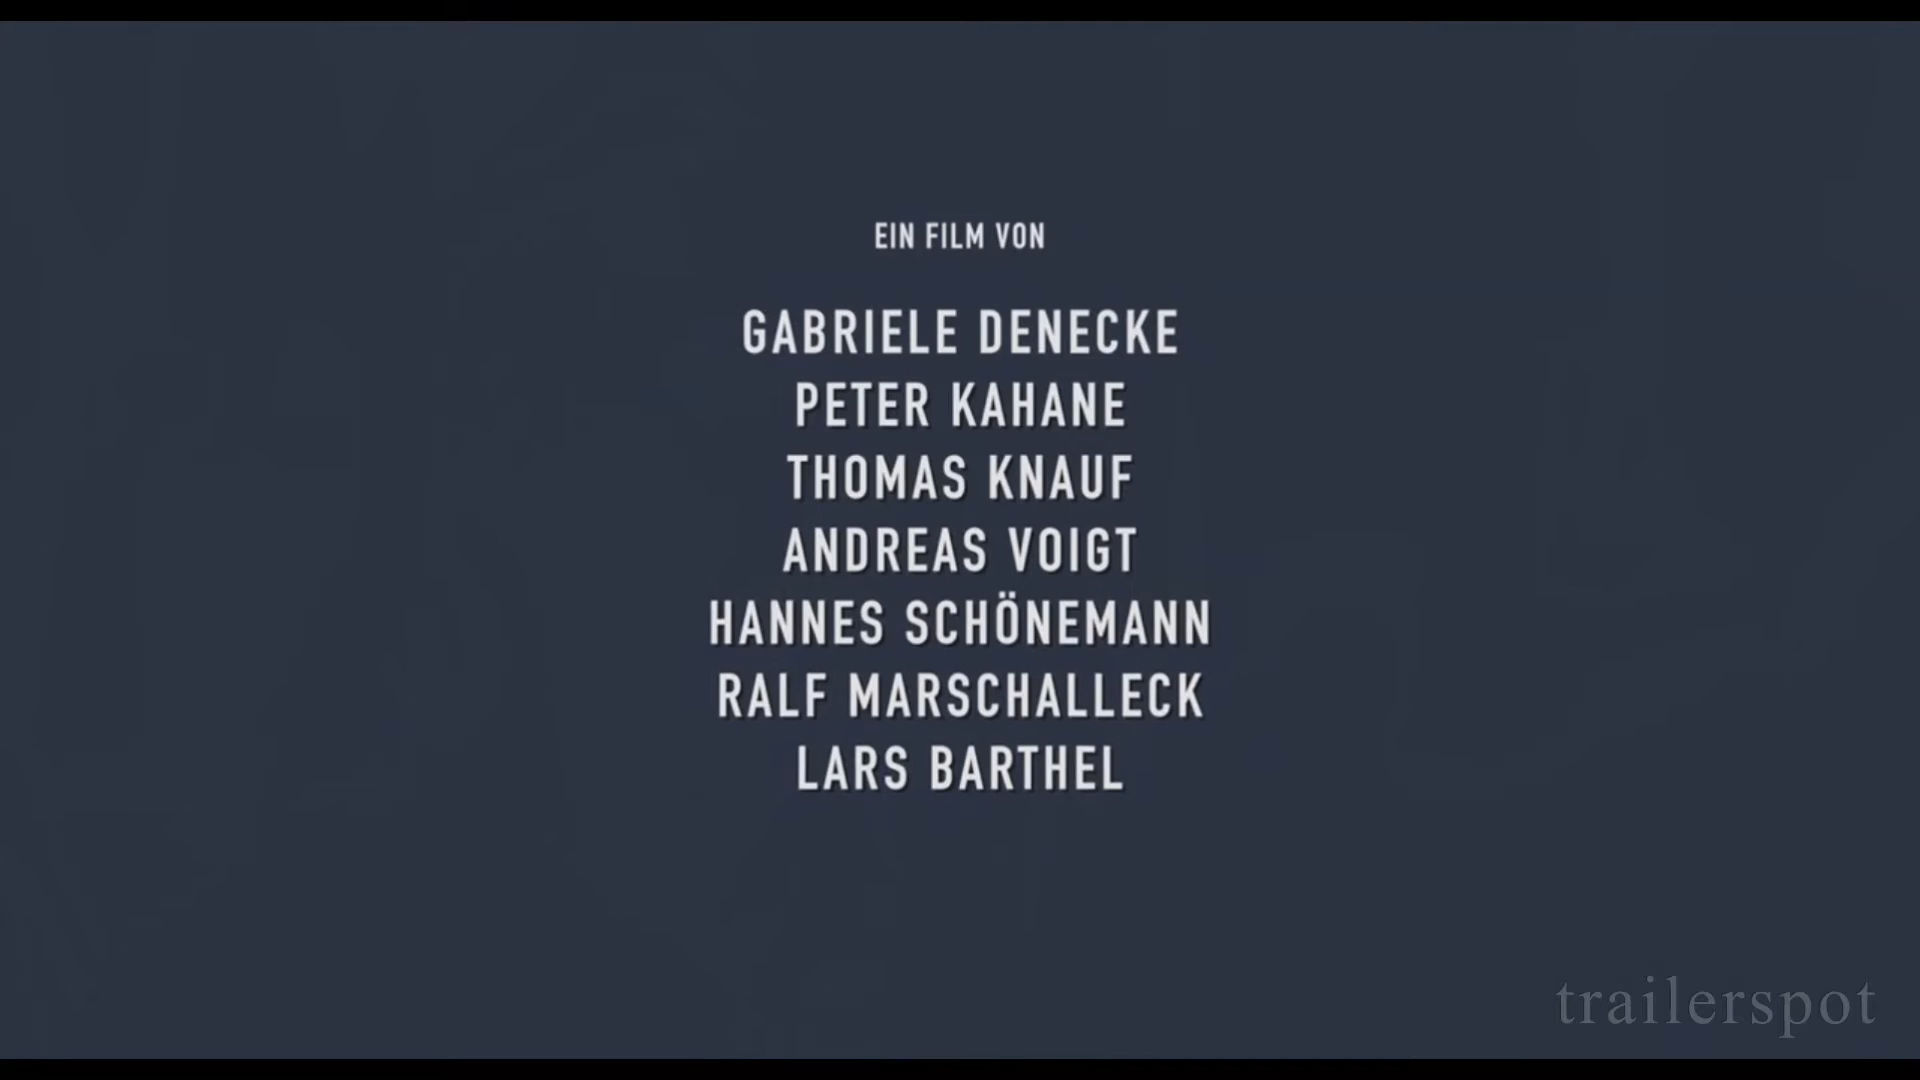 EIN FILM VON
GABRIELE DENECKE
PETER KAHANE
THOMAS KNAUF
ANDREAS VOIGT
HANNES SCHÖNEMANN
RALF MARSCHALLECK
LARS BARTHEL
trailerspot